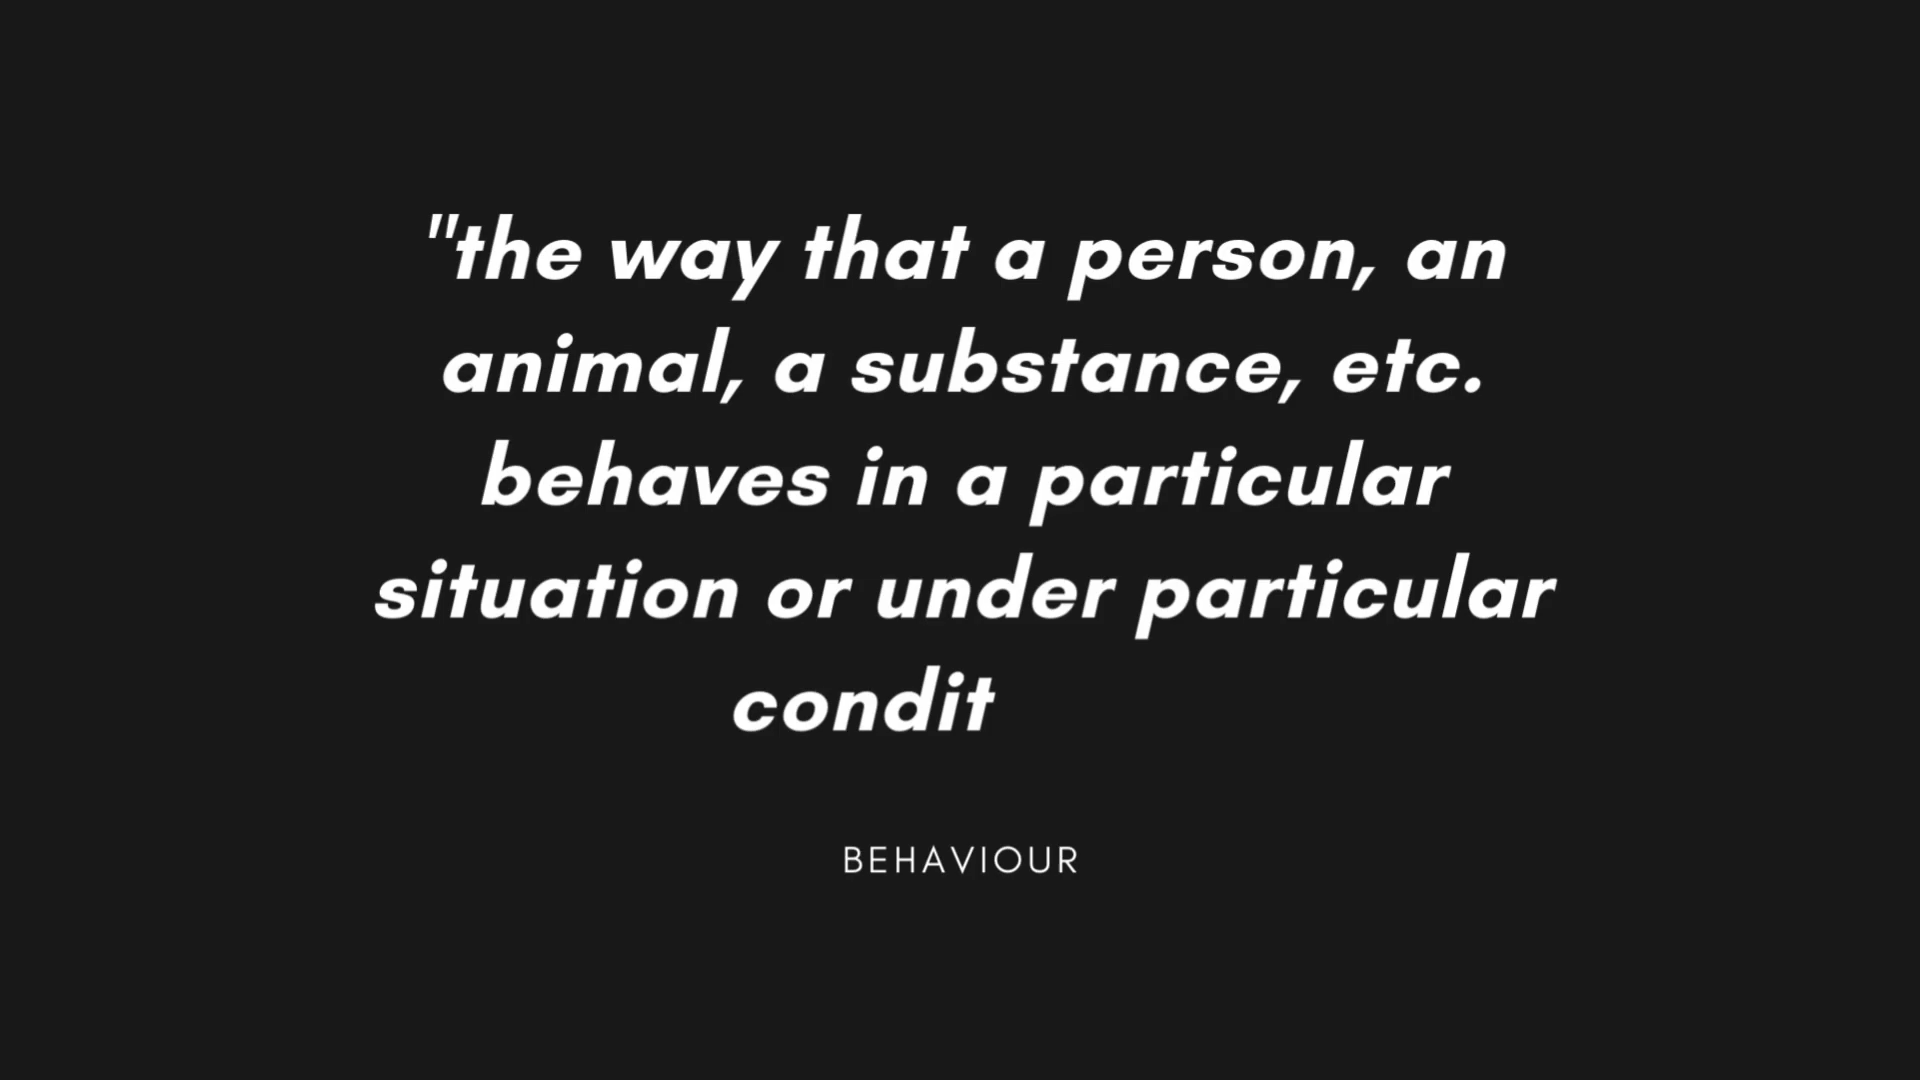 "the way that a person, an
animal, a substance, etc.
behaves in a particular
situation or under particular
condit
BEHAVIOUR